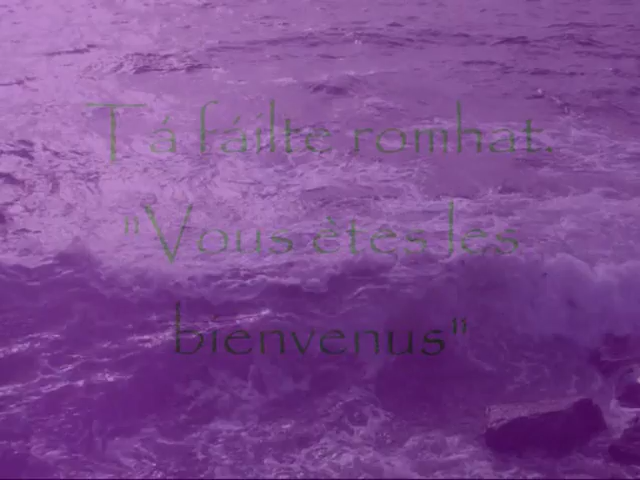 Tá fáilte romhat.
"Vous êtes les
bienvenus"